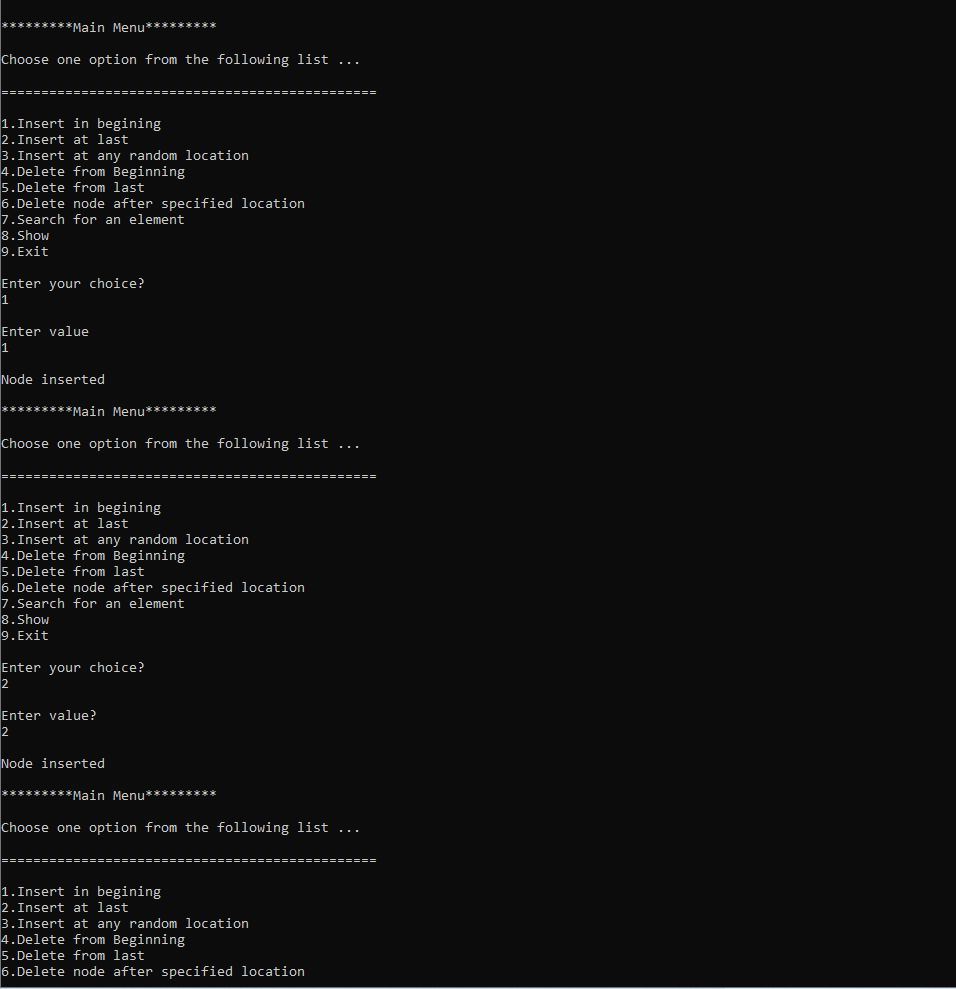 *********Main Menu*********
Choose one option from the following list ...
===============================================
1.Insert in begining
2.Insert at last
3.Insert at any random location
4.Delete from Beginning
5.Delete from last
6.Delete node after specified location
7.Search for an element
8.Show
9.Exit
Enter your choice?
1
Enter value
1
Node inserted
*********Main Menu*********
Choose one option from the following list ...
===============================================
1.Insert in begining
2.Insert at last
3.Insert at any random location
4.Delete from Beginning
5.Delete from last
6.Delete node after specified location
7.Search for an element
8.Show
9.Exit
Enter your choice?
2
Enter value?
2
Node inserted
*********Main Menu*********
Choose one option from the following list ...
===============================================
1.Insert in begining
2.Insert at last
3.Insert at any random location
4.Delete from Beginning
5.Delete from last
6.Delete node after specified location